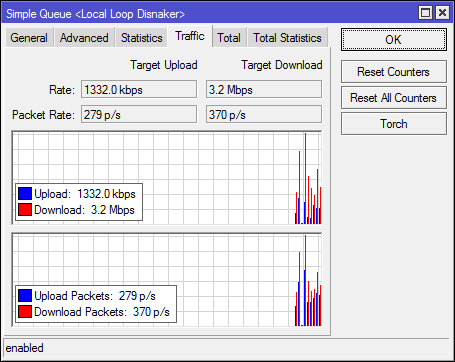 Simple Queue <Local Loop Disnaker>
General Advanced Statistics Traffic Total Total Statistics
OK
Target Upload Target Download
Reset Counters
Rate: 1332.0 kbps 3.2 Mbps
Reset All Counters
Packet Rate: 279 p/s 370 p/s
Torch
Upload: 1332.0 kbps
Download: 3.2 Mbps
Upload Packets: 279 p/s
Download Packets: 370 p/s
enabled